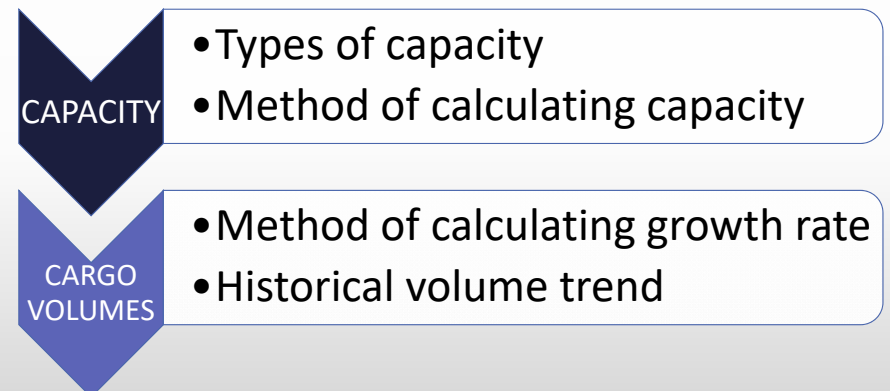 CAPACITY
•Types of capacity
•Method of calculating capacity
CARGO
VOLUMES
•Method of calculating growth rate
•Historical volume trend